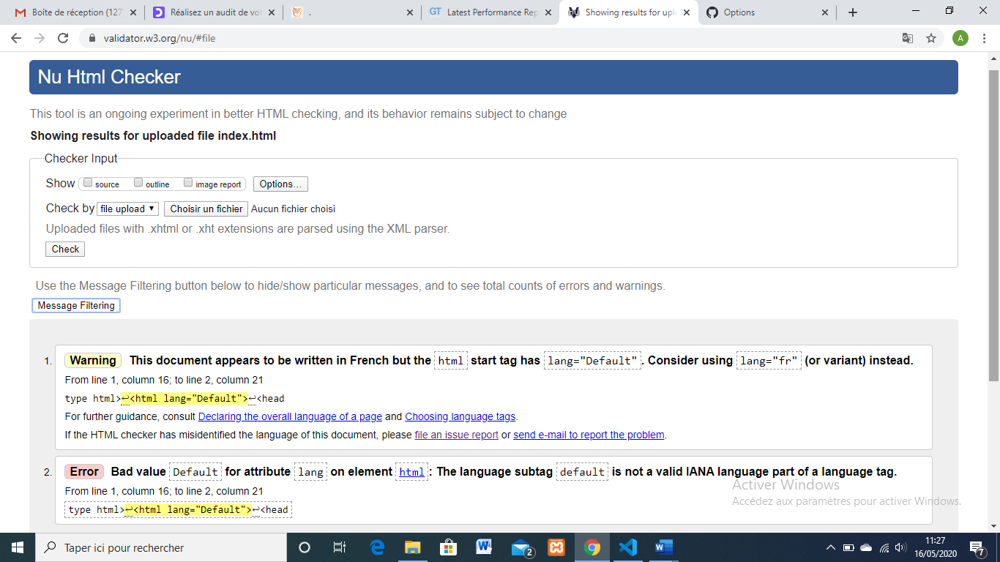 Boîte de réception (127 Réalisez un audit de vot . Latest Performance Rep Showing results for uplo Options
validator.w3.org/nu/#file A
Nu Html Checker
This tool is an ongoing experiment in better HTML checking, and its behavior remains subject to change
Showing results for uploaded file index.html
Checker Input
Show source outline image report Options...
Check by file upload Choisir un fichier Aucun fichier choisi
Uploaded files with .xhtml or .xht extensions are parsed using the XML parser.
Check
Use the Message Filtering button below to hide/show particular messages, and to see total counts of errors and warnings.
Message Filtering
1. Warning This document appears to be written in French but the html start tag has lang="Default". Consider using lang="fr" (or variant) instead.
From line 1, column 16; to line 2, column 21
type html>↩<html lang="Default">↩<head
For further guidance, consult Declaring the overall language of a page and Choosing language tags.
If the HTML checker has misidentified the language of this document, please file an issue report or send e-mail to report the problem.
2. Error Bad value Default for attribute lang on element html: The language subtag default is not a valid IANA language part of a language tag.
From line 1, column 16; to line 2, column 21
type html>↩<html lang="Default">↩<head
Activer Windows
Accédez aux paramètres pour activer Windows.
Taper ici pour rechercher 2 11:27
16/05/2020 7